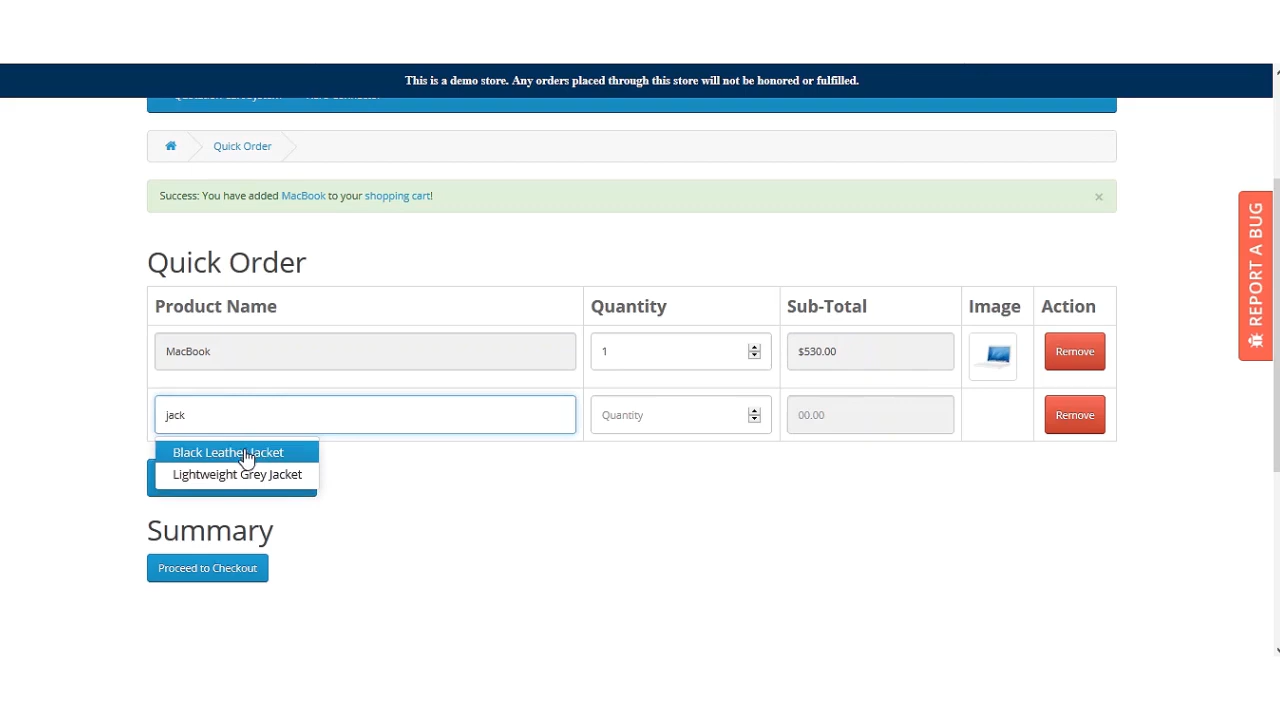 This is a demo store. Any orders placed through this store will not be honored or fulfilled.
Quick Order
Success: You have added MacBook to your shopping cart!
×
REPORT A BUG
Quick Order
Product Name Quantity Sub-Total Image Action
MacBook 1 $530.00 Remove
jack Quantity 00.00 Remove
Black Leather Jacket
Lightweight Grey Jacket
Summary
Proceed to Checkout